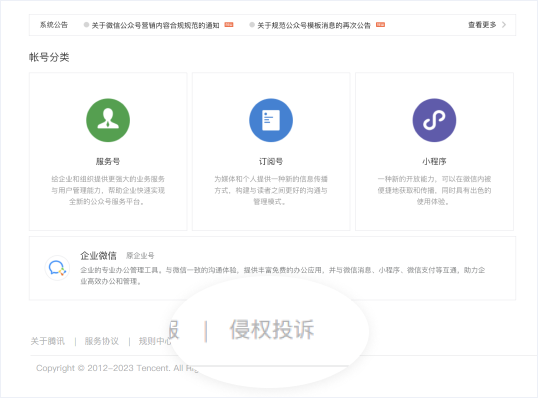 系统公告 关于微信公众号营销内容合规规范的通知 关于规范公众号模板消息的再次公告 查看更多
帐号分类
服务号 订阅号 小程序
给企业和组织提供更强大的业务服务 为媒体和个人提供一种新的信息传播 一种新的开放能力，可以在微信内被
与用户管理能力，帮助企业快速实现 方式，构建与读者之间更好的沟通与 便捷地获取和传播，同时具有出色的
全新的公众号服务平台。 管理模式。 使用体验。
企业微信 原企业号
企业的专业办公管理工具。与微信一致的沟通体验，提供丰富免费的办公应用，并与微信消息、小程序、微信支付等互通，助力企
业高效办公和管理。
侵权投诉
关于腾讯 | 服务协议 | 规则中心
Copyright © 2012-2023 Tencent. All